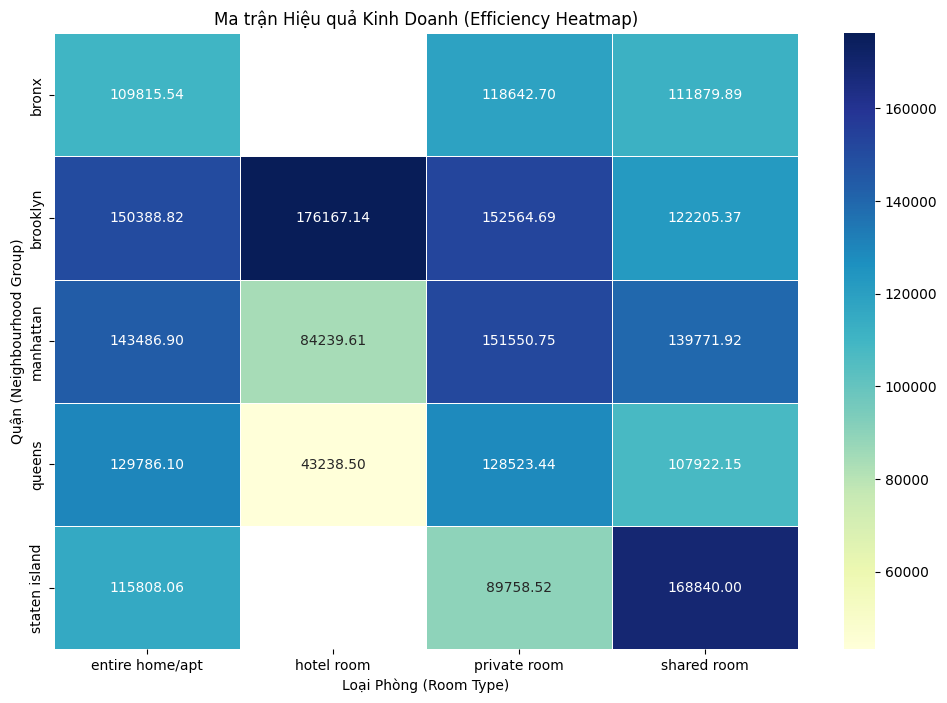 Ma trận Hiệu quả Kinh Doanh (Efficiency Heatmap)
Quận (Neighbourhood Group)
bronx
109815.54 118642.70 111879.89
brooklyn
150388.82 176167.14 152564.69 122205.37
manhattan
143486.90 84239.61 151550.75 139771.92
queens
129786.10 43238.50 128523.44 107922.15
staten island
115808.06 89758.52 168840.00
entire home/apt hotel room private room shared room
Loại Phòng (Room Type)
160000
140000
120000
100000
80000
60000